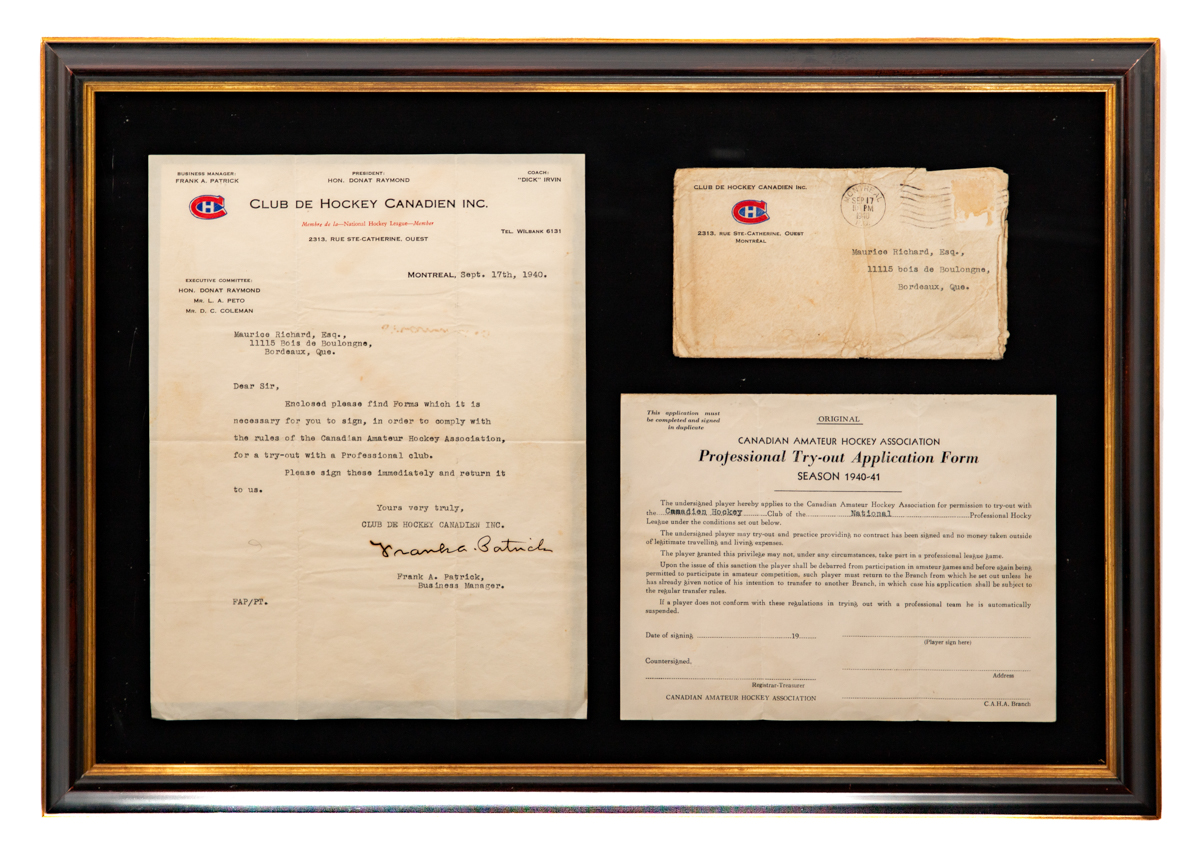 BUSINESS MANAGER:
FRANK A. PATRICK
PRESIDENT:
HON. DONAT RAYMOND
COACH:
"DICK" IRVIN
CLUB DE HOCKEY CANADIEN INC.
Membre de la—National Hockey League—Member
2313, RUE STE-CATHERINE, OUEST
TEL. WILBANK 6131
MONTREAL, Sept. 17th, 1940.
EXECUTIVE COMMITTEE:
HON. DONAT RAYMOND
MR. L. A. PETO
MR. D. C. COLEMAN
Maurice Richard, Esq.,
11115 Bois de Boulongne,
Bordeaux, Que.
Dear Sir,
Enclosed please find Forms which it is
necessary for you to sign, in order to comply with
the rules of the Canadian Amateur Hockey Association,
for a try-out with a Professional club.
Please sign these immediately and return it
to us.
Yours very truly,
CLUB DE HOCKEY CANADIEN INC.
Frank A. Patrick
Frank A. Patrick,
Business Manager.
FAP/PT.
CLUB DE HOCKEY CANADIEN INC.
2313, RUE STE-CATHERINE, OUEST
MONTRÉAL
MONTREAL
SEP 17
PM
1940
Maurice Richard, Esq.,
11115 bois de Boulongne,
Bordeaux, Que.
This application must
be completed and signed
in duplicate
ORIGINAL
CANADIAN AMATEUR HOCKEY ASSOCIATION
Professional Try-out Application Form
SEASON 1940-41
The undersigned player hereby applies to the Canadian Amateur Hockey Association for permission to try-out with
the Canadien Hockey Club of the National Professional Hocky
League under the conditions set out below.
The undersigned player may try-out and practice providing no contract has been signed and no money taken outside
of legitimate travelling and living expenses.
The player granted this privilege may not, under any circumstances, take part in a professional league game.
Upon the issue of this sanction the player shall be debarred from participation in amateur games and before again being
permitted to participate in amateur competition, such player must return to the Branch from which he set out unless he
has already given notice of his intention to transfer to another Branch, in which case his application shall be subject to
the regular transfer rules.
If a player does not conform with these regulations in trying out with a professional team he is automatically
suspended.
Date of signing 19
(Player sign here)
Countersigned.
Address
Registrar-Treasurer
CANADIAN AMATEUR HOCKEY ASSOCIATION
C.A.H.A. Branch